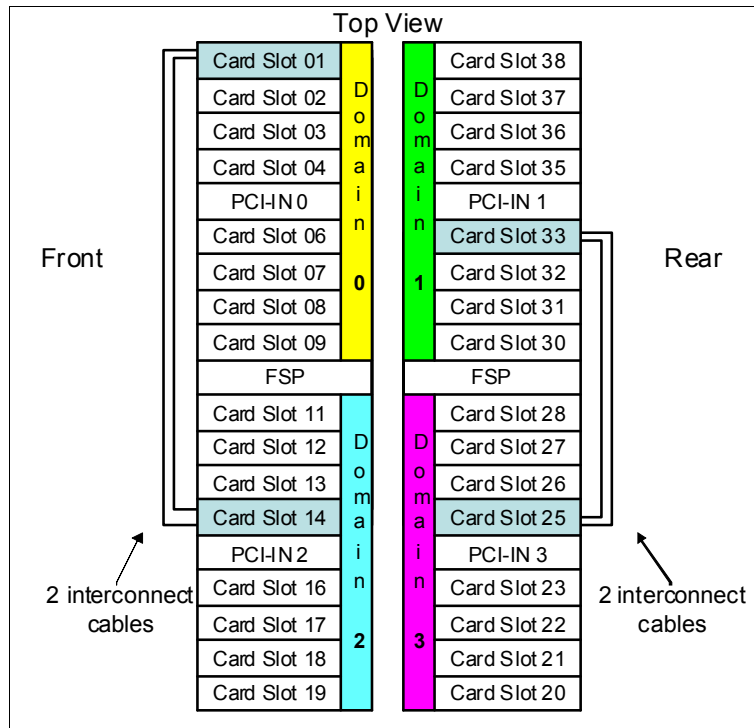 Top View
Front
Card Slot 01
Card Slot 02
Card Slot 03
Card Slot 04
PCI-IN 0
Card Slot 06
Card Slot 07
Card Slot 08
Card Slot 09
FSP
Card Slot 11
Card Slot 12
Card Slot 13
Card Slot 14
PCI-IN 2
Card Slot 16
Card Slot 17
Card Slot 18
Card Slot 19
Domain 0
Domain 2
2 interconnect
cables
Domain 1
Domain 3
Card Slot 38
Card Slot 37
Card Slot 36
Card Slot 35
PCI-IN 1
Card Slot 33
Card Slot 32
Card Slot 31
Card Slot 30
FSP
Card Slot 28
Card Slot 27
Card Slot 26
Card Slot 25
PCI-IN 3
Card Slot 23
Card Slot 22
Card Slot 21
Card Slot 20
Rear
2 interconnect
cables